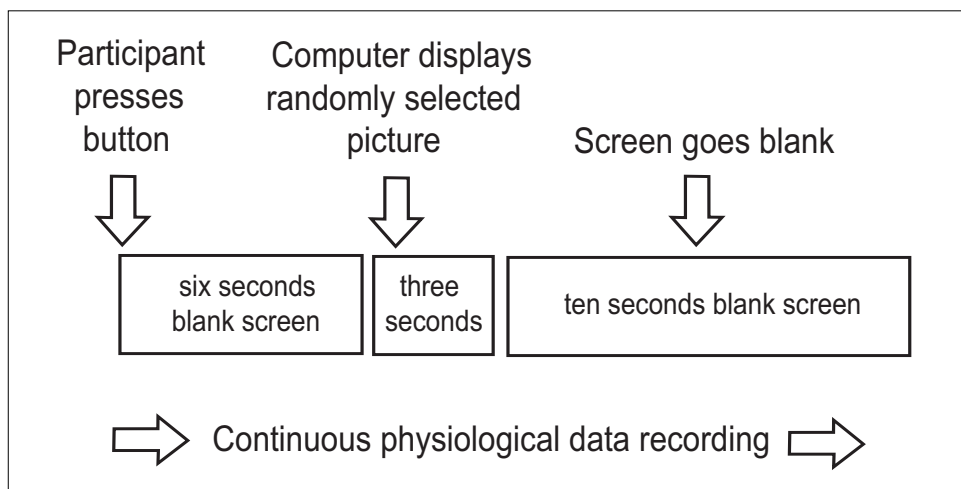 Participant
presses
button
Computer displays
randomly selected
picture
Screen goes blank
six seconds
blank screen
three
seconds
ten seconds blank screen
Continuous physiological data recording